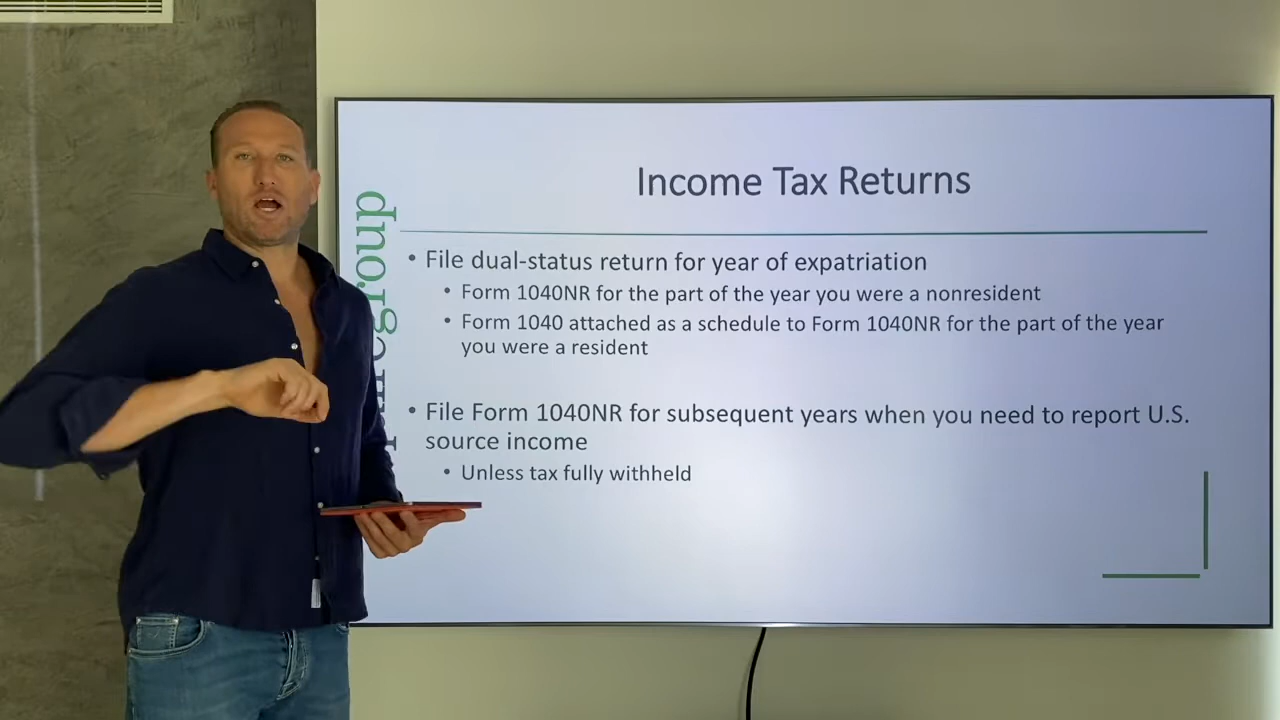 Income Tax Returns
• File dual-status return for year of expatriation
• Form 1040NR for the part of the year you were a nonresident
• Form 1040 attached as a schedule to Form 1040NR for the part of the year
you were a resident
• File Form 1040NR for subsequent years when you need to report U.S.
source income
• Unless tax fully withheld
group